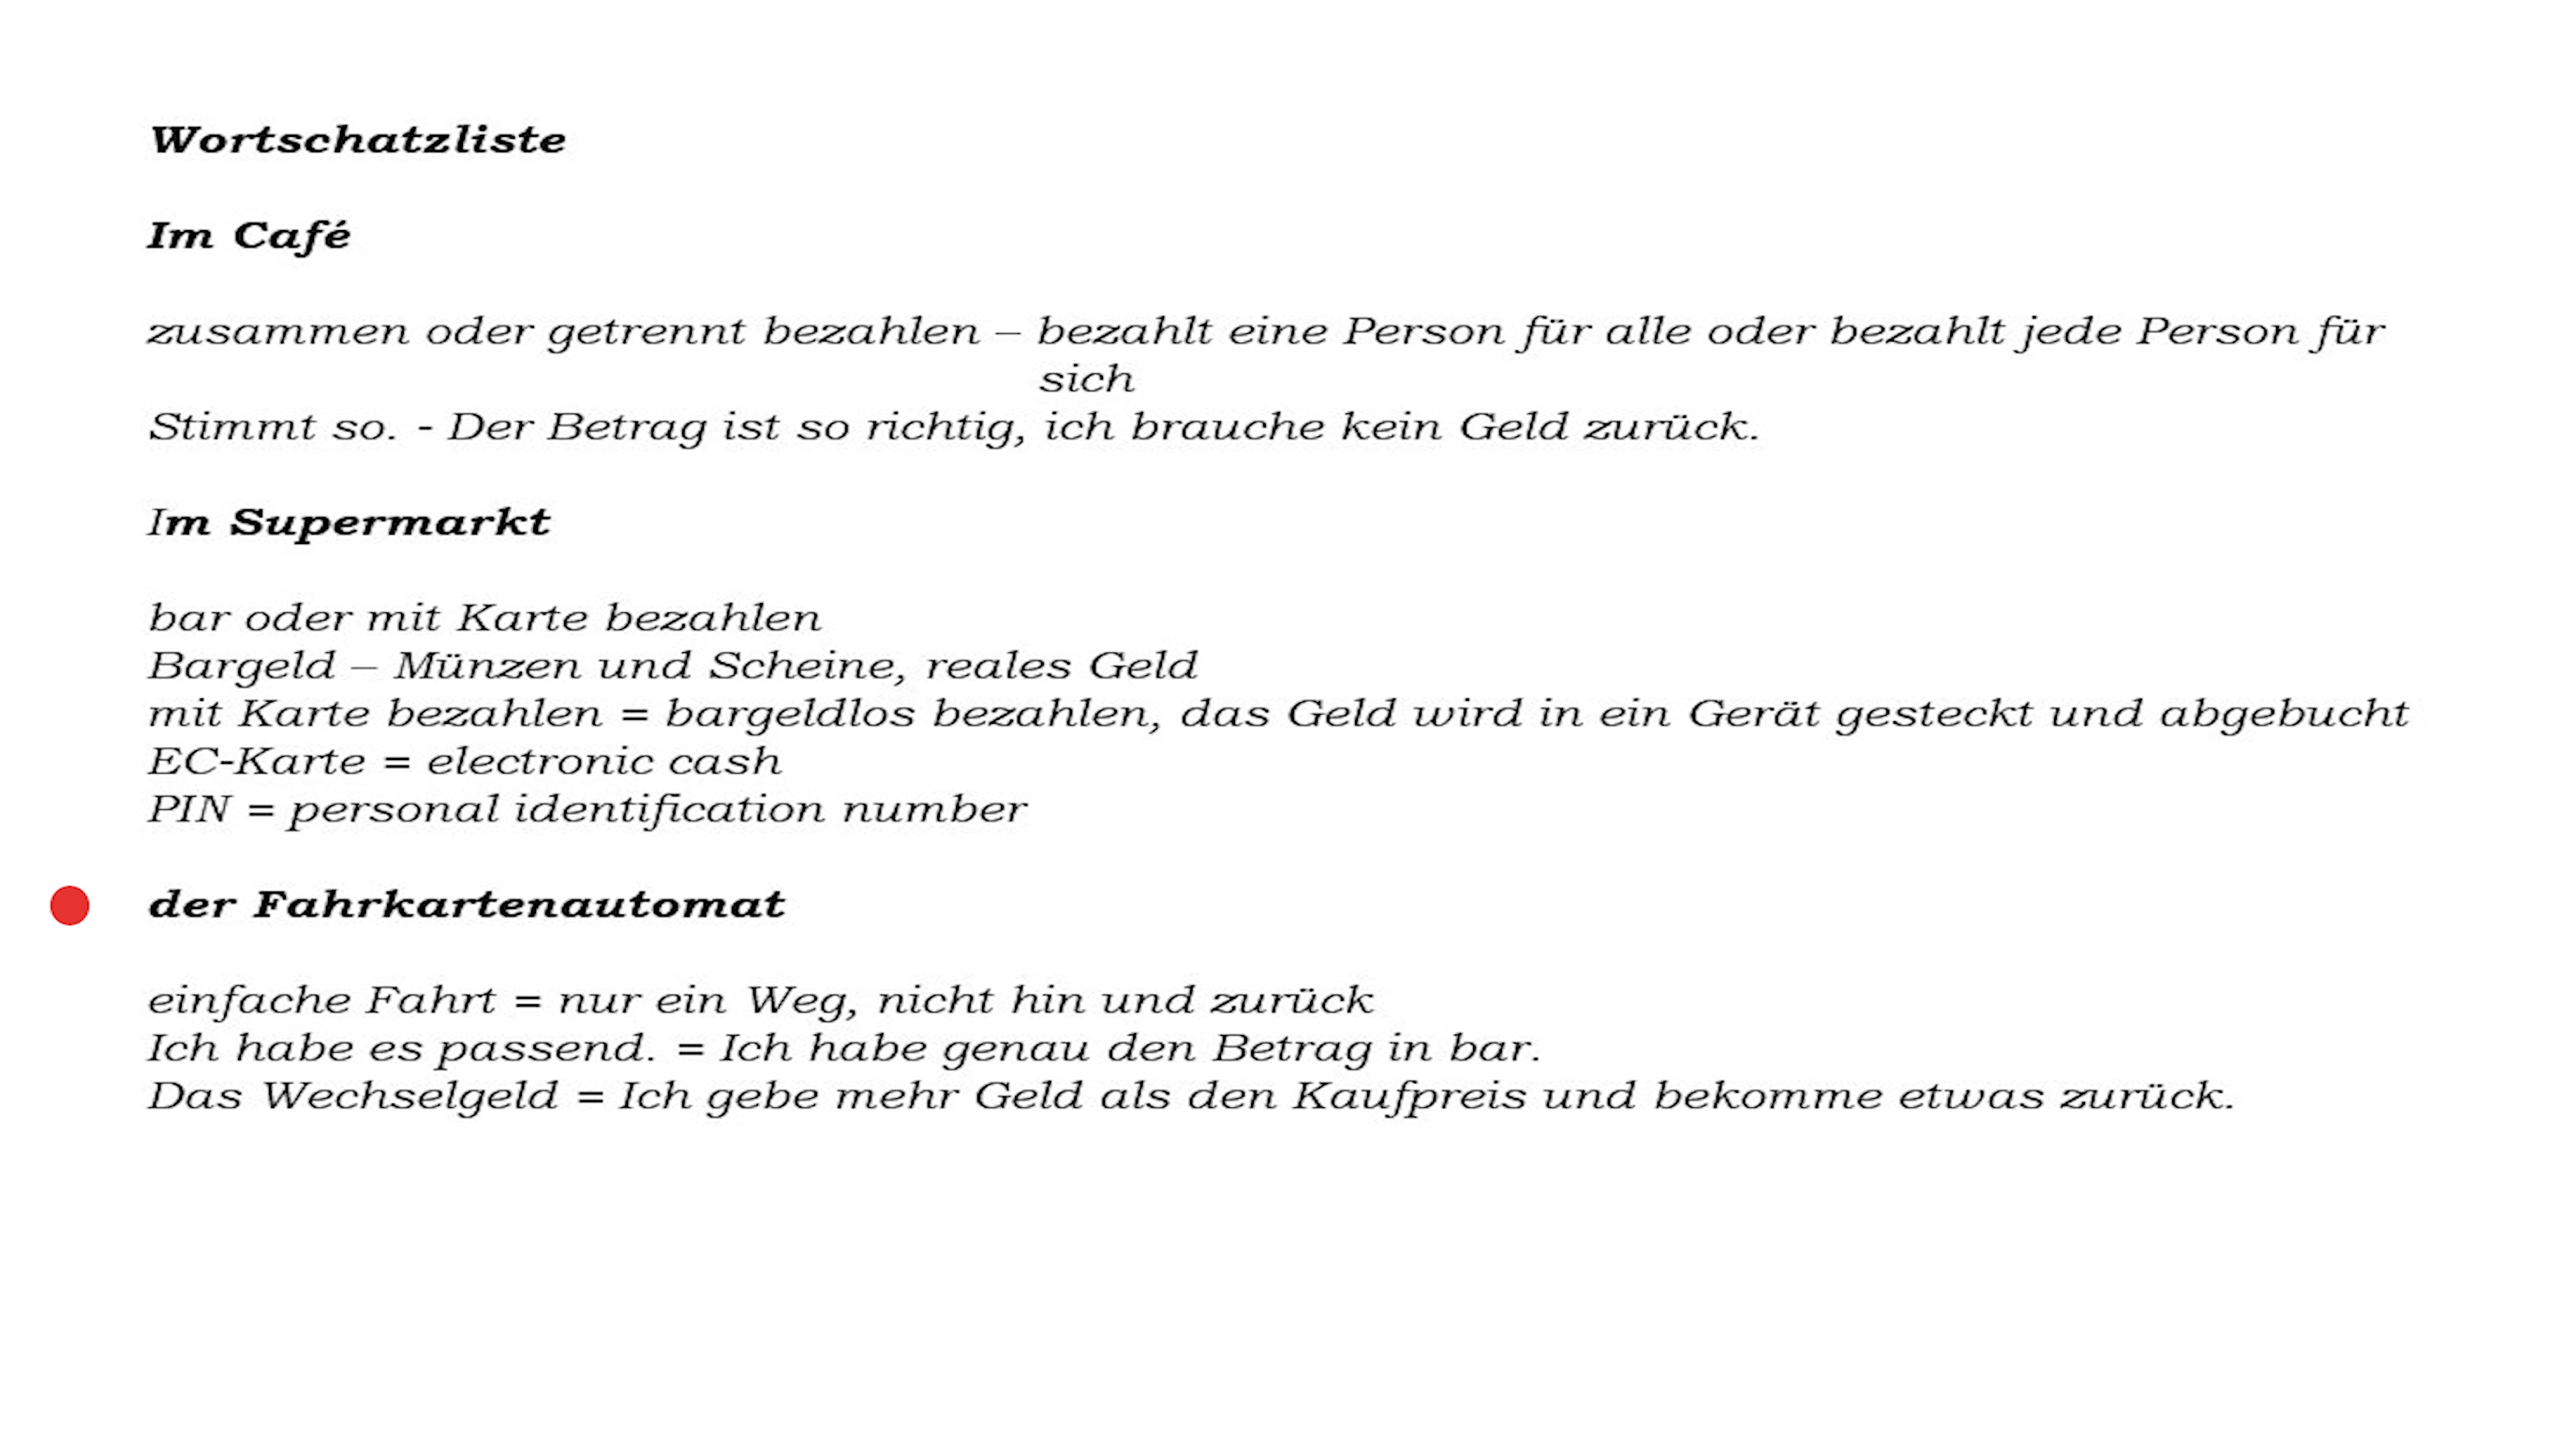 Wortschatzliste
Im Café
zusammen oder getrennt bezahlen – bezahlt eine Person für alle oder bezahlt jede Person für
sich
Stimmt so. - Der Betrag ist so richtig, ich brauche kein Geld zurück.
Im Supermarkt
bar oder mit Karte bezahlen
Bargeld – Münzen und Scheine, reales Geld
mit Karte bezahlen = bargeldlos bezahlen, das Geld wird in ein Gerät gesteckt und abgebucht
EC-Karte = electronic cash
PIN = personal identification number
der Fahrkartenautomat
einfache Fahrt = nur ein Weg, nicht hin und zurück
Ich habe es passend. = Ich habe genau den Betrag in bar.
Das Wechselgeld = Ich gebe mehr Geld als den Kaufpreis und bekomme etwas zurück.